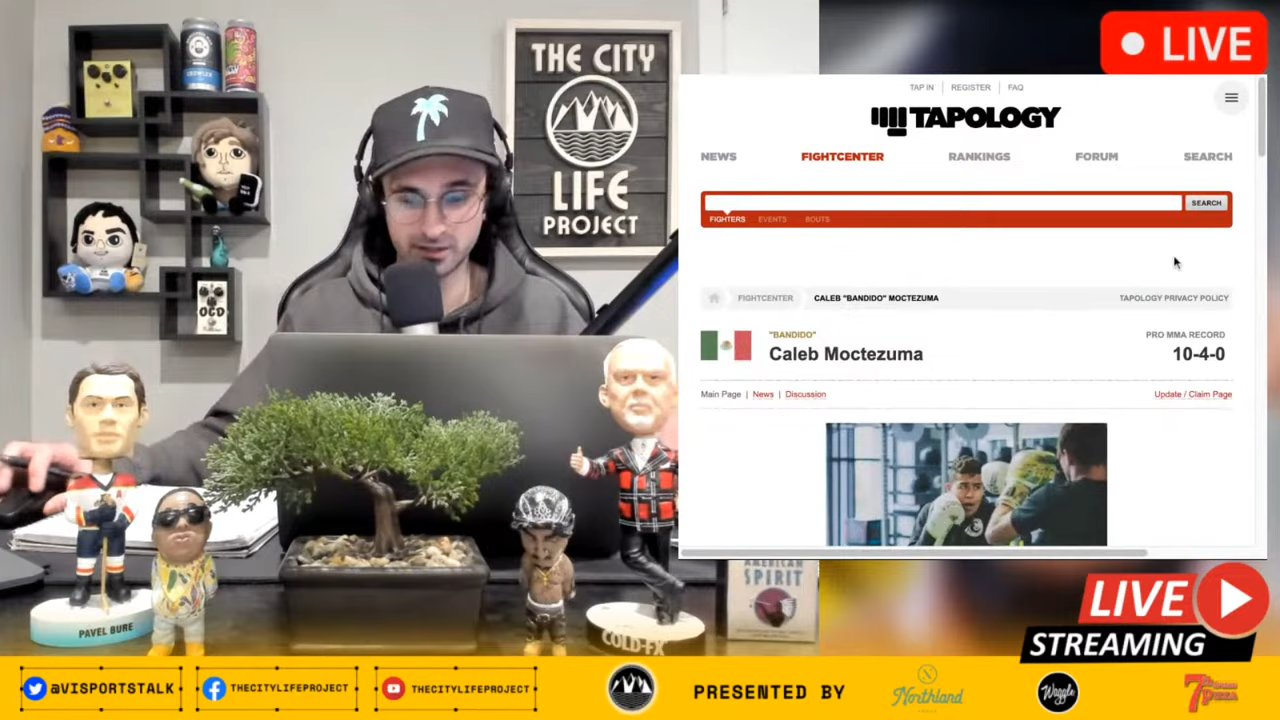 GROWLER
THE CITY
LIFE
PROJECT
OCD
PAVEL BURE
COLD-FX
AMERICAN
SPIRIT
LIVE
TAP IN
REGISTER
FAQ
TAPOLOGY
NEWS
FIGHTCENTER
RANKINGS
FORUM
SEARCH
SEARCH
FIGHTERS
EVENTS
BOUTS
FIGHTCENTER
CALEB "BANDIDO" MOCTEZUMA
TAPOLOGY PRIVACY POLICY
"BANDIDO"
PRO MMA RECORD
Caleb Moctezuma
10-4-0
Main Page | News | Discussion
Update / Claim Page
LIVE
STREAMING
@VISPORTSTALK
THECITYLIFEPROJECT
THECITYLIFEPROJECT
PRESENTED BY
N
Northland
Waggle